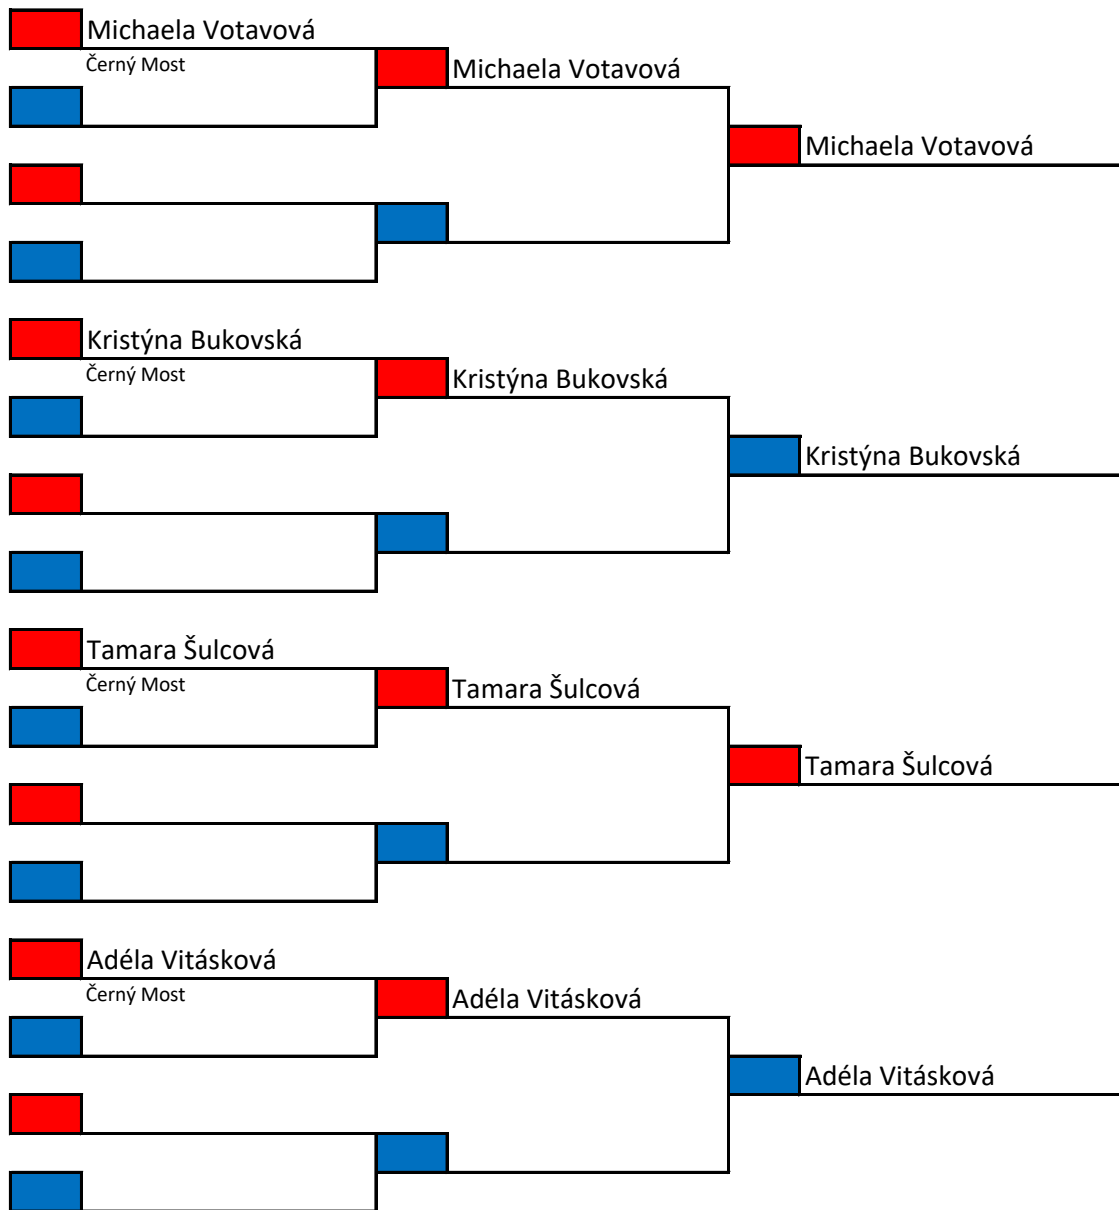 Michaela Votavová
Černý Most
Michaela Votavová
Michaela Votavová
Kristýna Bukovská
Černý Most
Kristýna Bukovská
Kristýna Bukovská
Tamara Šulcová
Černý Most
Tamara Šulcová
Tamara Šulcová
Adéla Vitásková
Černý Most
Adéla Vitásková
Adéla Vitásková